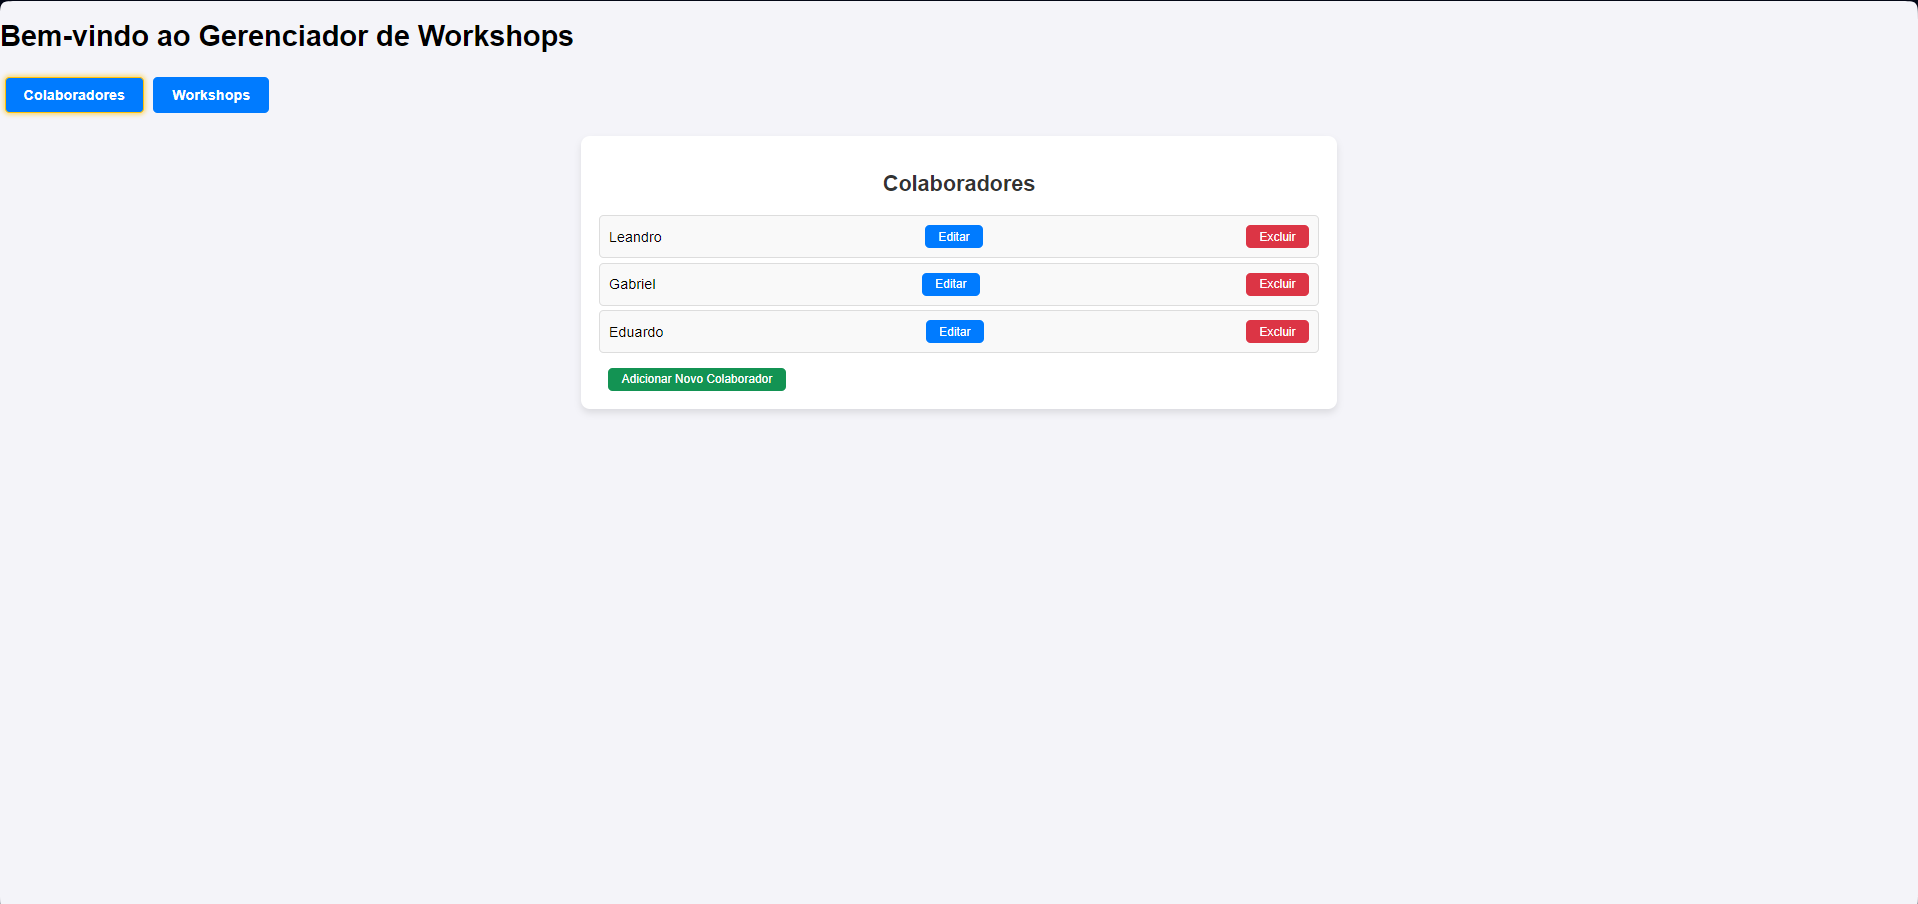 Bem-vindo ao Gerenciador de Workshops
Colaboradores Workshops
Colaboradores
Leandro Editar Excluir
Gabriel Editar Excluir
Eduardo Editar Excluir
Adicionar Novo Colaborador